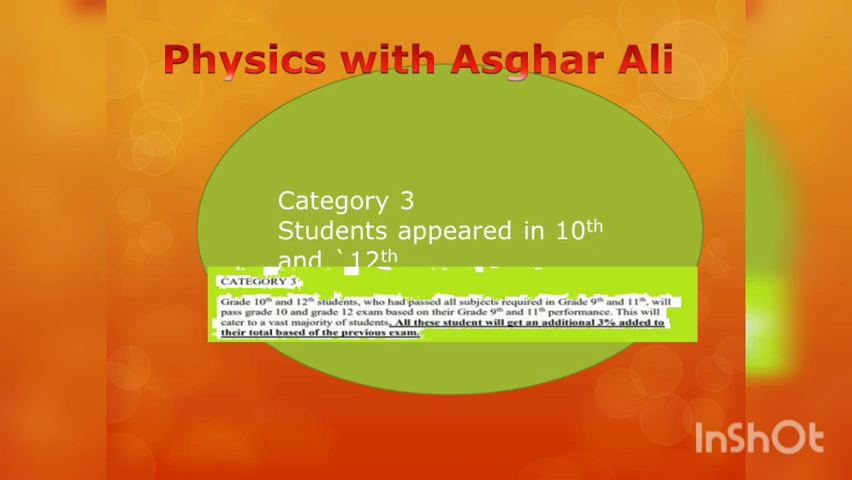 Physics with Asghar Ali
Category 3
Students appeared in 10th
and `12th
CATEGORY 3
Grade 10th and 12th students, who had passed all subjects required in Grade 9th and 11th, will
pass grade 10 and grade 12 exam based on their Grade 9th and 11th performance. This will
cater to a vast majority of students. All these student will get an additional 3% added to
their total based of the previous exam.
InShOt